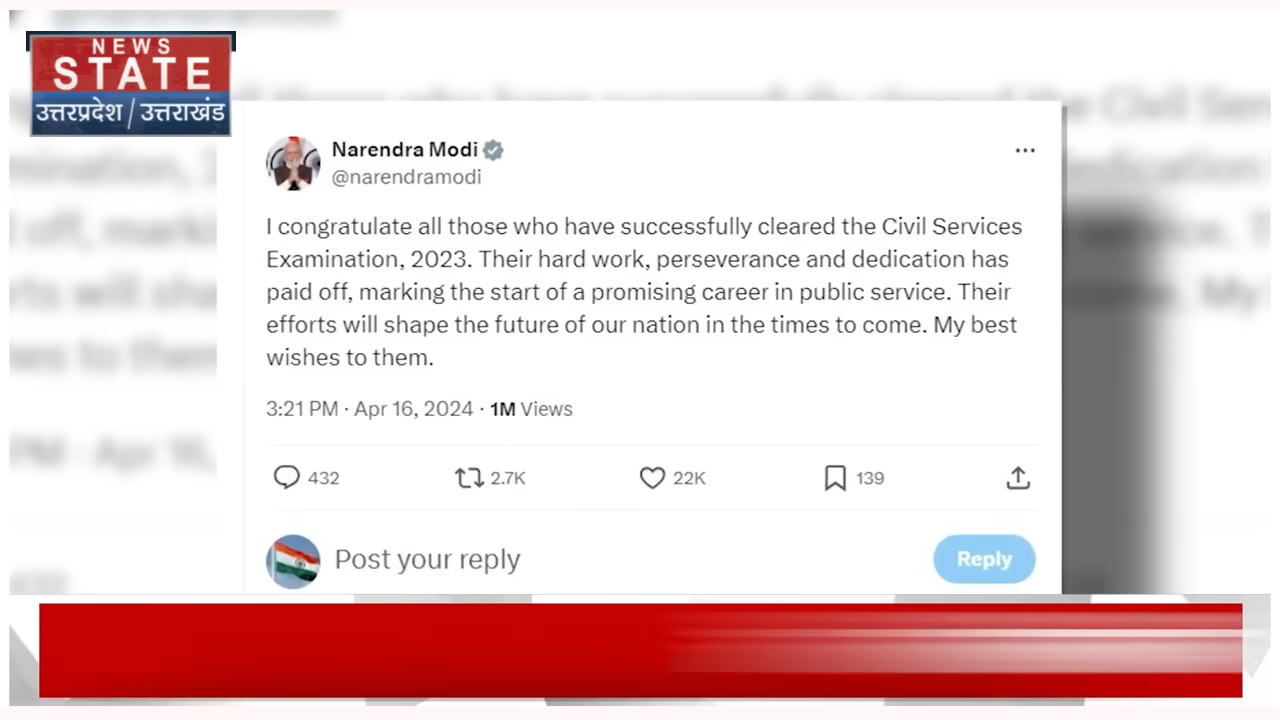 NEWS
STATE
उत्तरप्रदेश / उत्तराखंड
Narendra Modi
@narendramodi
I congratulate all those who have successfully cleared the Civil Services
Examination, 2023. Their hard work, perseverance and dedication has
paid off, marking the start of a promising career in public service. Their
efforts will shape the future of our nation in the times to come. My best
wishes to them.
3:21 PM · Apr 16, 2024 · 1M Views
432 2.7K 22K 139
Post your reply Reply